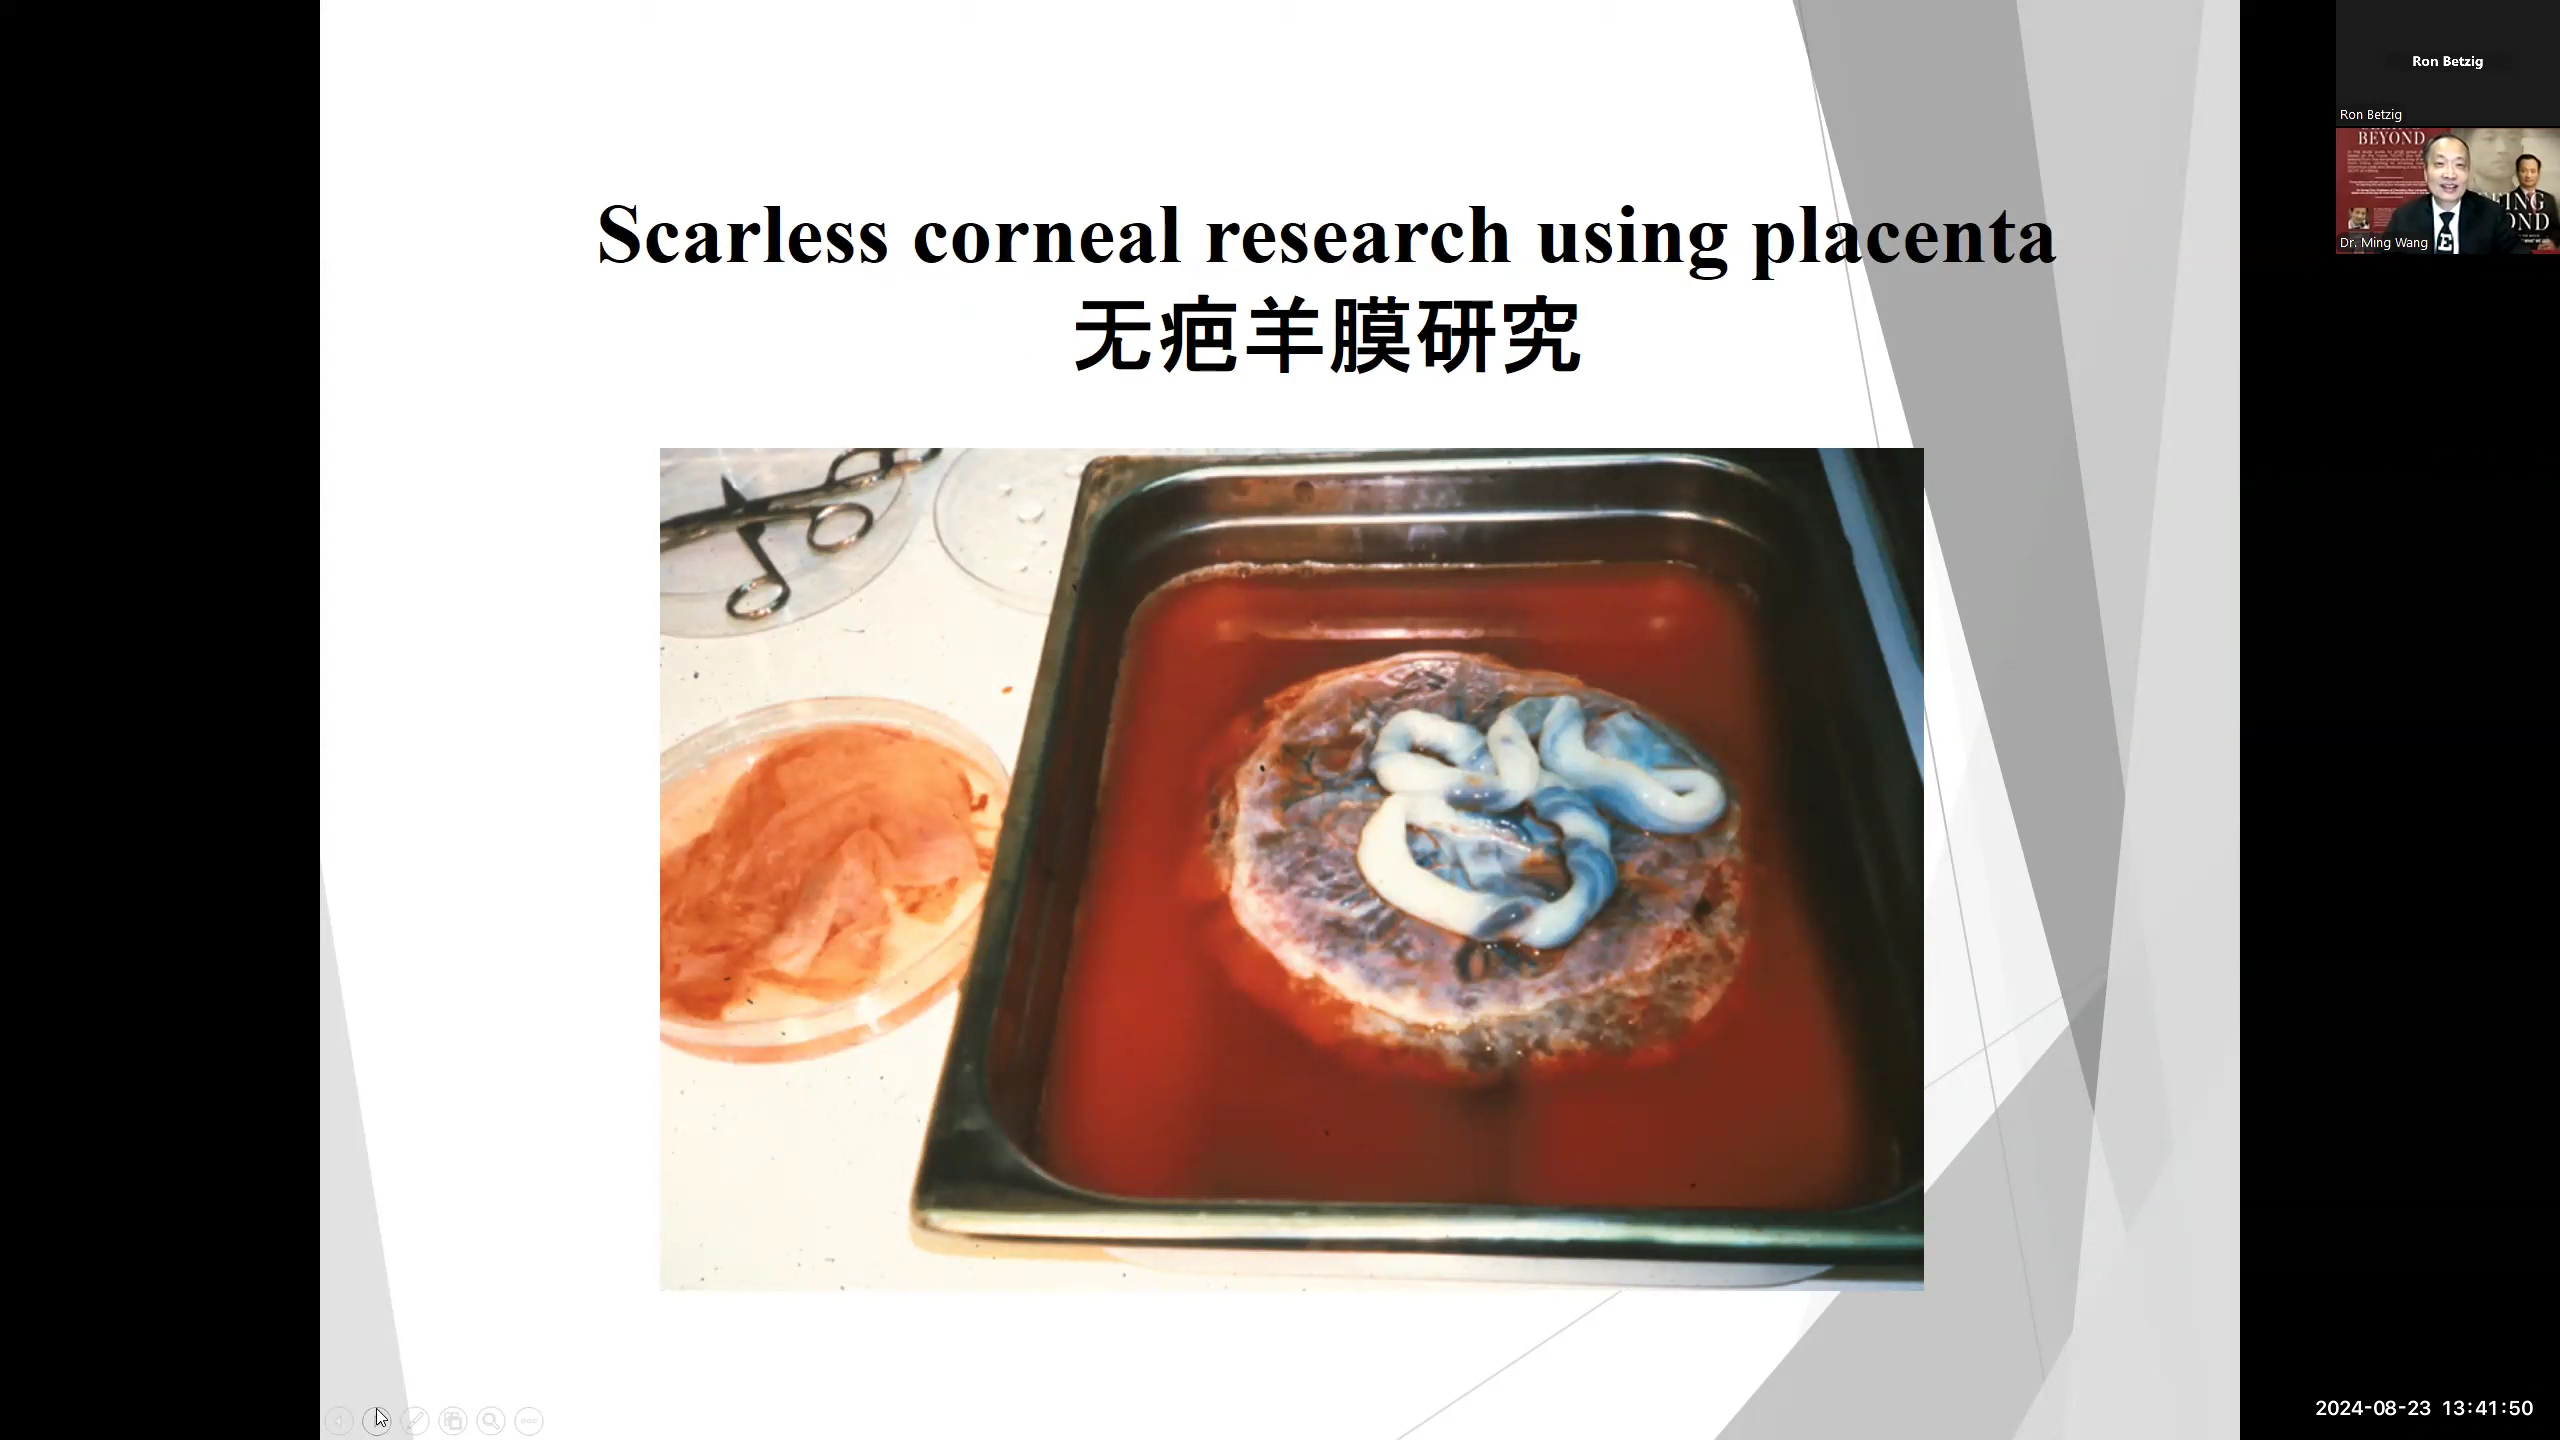 Scarless corneal research using placenta
无疤羊膜研究
Ron Betzig
Ron Betzig
BEYOND
Dr. Ming Wang
E
2024-08-23 13:41:50